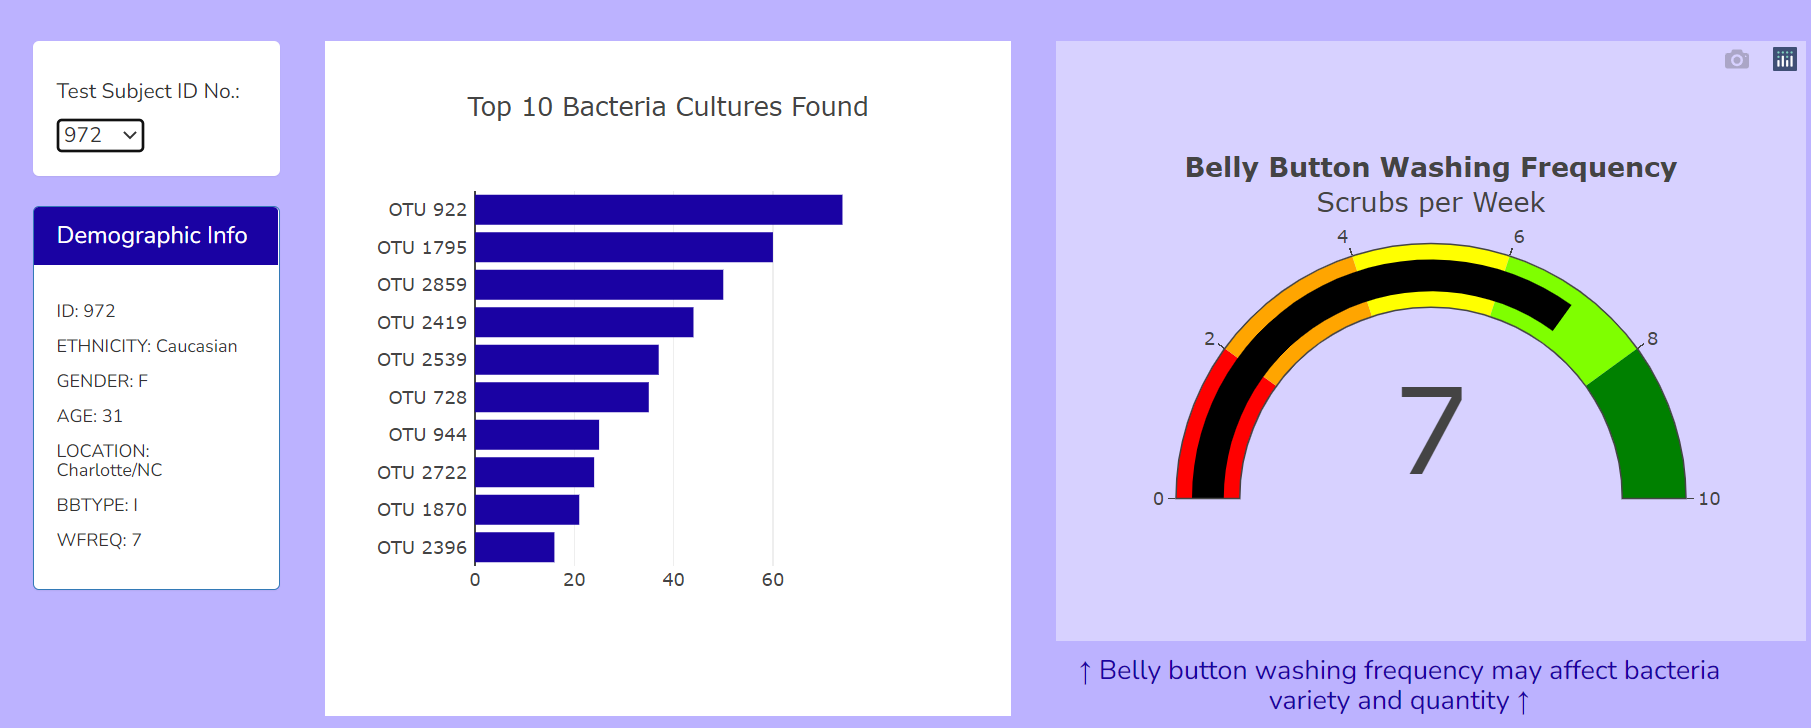 Test Subject ID No.:
972
Demographic Info
ID: 972
ETHNICITY: Caucasian
GENDER: F
AGE: 31
LOCATION:
Charlotte/NC
BBTYPE: I
WFREQ: 7
Top 10 Bacteria Cultures Found
OTU 922
OTU 1795
OTU 2859
OTU 2419
OTU 2539
OTU 728
OTU 944
OTU 2722
OTU 1870
OTU 2396
0 20 40 60
Belly Button Washing Frequency
Scrubs per Week
4 6
2 8
7
0 10
↑ Belly button washing frequency may affect bacteria
variety and quantity ↑